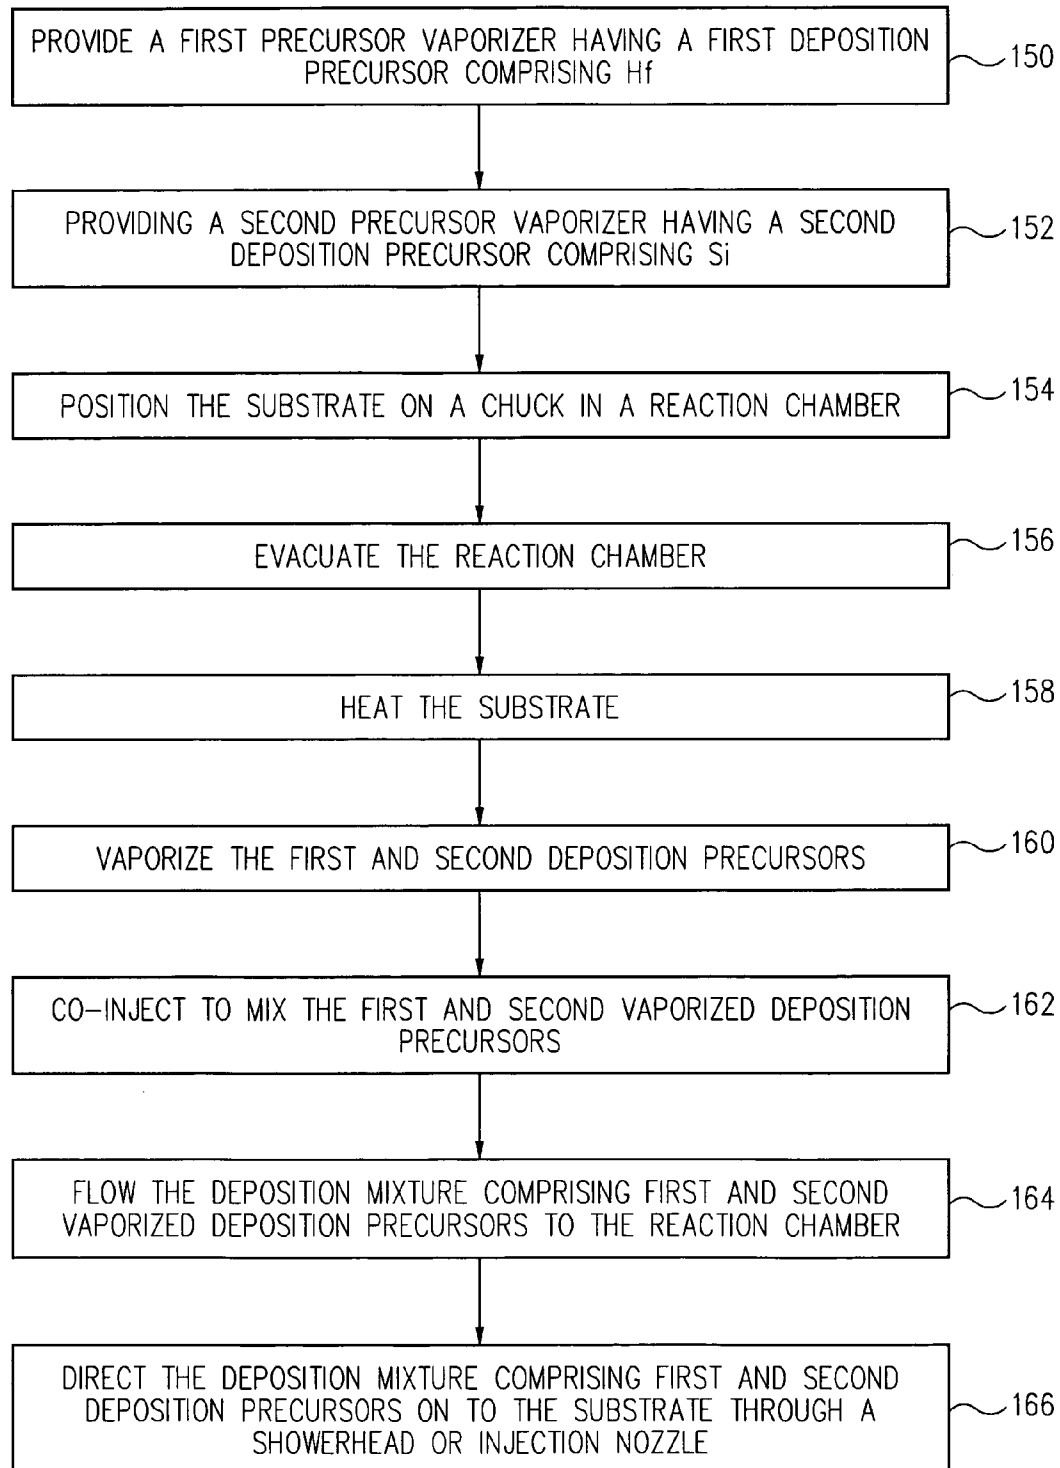 PROVIDE A FIRST PRECURSOR VAPORIZER HAVING A FIRST DEPOSITION
PRECURSOR COMPRISING Hf
150
PROVIDING A SECOND PRECURSOR VAPORIZER HAVING A SECOND
DEPOSITION PRECURSOR COMPRISING Si
152
POSITION THE SUBSTRATE ON A CHUCK IN A REACTION CHAMBER
154
EVACUATE THE REACTION CHAMBER
156
HEAT THE SUBSTRATE
158
VAPORIZE THE FIRST AND SECOND DEPOSITION PRECURSORS
160
CO-INJECT TO MIX THE FIRST AND SECOND VAPORIZED DEPOSITION
PRECURSORS
162
FLOW THE DEPOSITION MIXTURE COMPRISING FIRST AND SECOND
VAPORIZED DEPOSITION PRECURSORS TO THE REACTION CHAMBER
164
DIRECT THE DEPOSITION MIXTURE COMPRISING FIRST AND SECOND
DEPOSITION PRECURSORS ON TO THE SUBSTRATE THROUGH A
SHOWERHEAD OR INJECTION NOZZLE
166